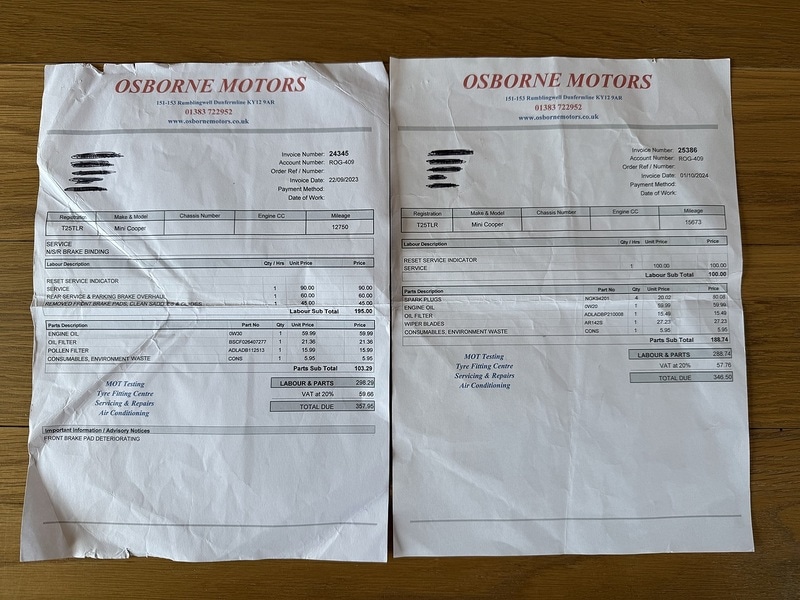 OSBORNE MOTORS
151-153 Rumblingwell Dunfermline KY12 9AR
01383 722952
www.osbornemotors.co.uk
Invoice Number: 24345
Account Number: ROG-409
Order Ref / Number:
Invoice Date: 22/09/2023
Payment Method:
Date of Work:
Registration Make & Model Chassis Number Engine CC Mileage
T25TLR Mini Cooper 12750
SERVICE
N/S/R BRAKE BINDING
Labour Description Qty / Hrs Unit Price Price
RESET SERVICE INDICATOR
SERVICE 1 90.00 90.00
REAR SERVICE & PARKING BRAKE OVERHAUL 1 60.00 60.00
REMOVED FRONT BRAKE PADS, CLEAN 1 45.00 45.00
Labour Sub Total 195.00
Parts Description Part No Qty Unit Price Price
ENGINE OIL 0W30 1 59.99 59.99
OIL FILTER BSCF026407277 1 21.36 21.36
POLLEN FILTER ADLADB112513 1 15.99 15.99
CONSUMABLES, ENVIRONMENT WASTE CONS 1 5.95 5.95
Parts Sub Total 103.29
MOT Testing
Tyre Fitting Centre
Servicing & Repairs
Air Conditioning
LABOUR & PARTS 298.29
VAT at 20% 59.66
TOTAL DUE 357.95
Important Information / Advisory Notices
FRONT BRAKE PAD DETERIORATING
OSBORNE MOTORS
151-153 Rumblingwell Dunfermline KY12 9AR
01383 722952
www.osbornemotors.co.uk
Invoice Number: 25386
Account Number: ROG-409
Order Ref / Number:
Invoice Date: 01/10/2024
Payment Method:
Date of Work:
Registration Make & Model Chassis Number Engine CC Mileage
T25TLR Mini Cooper 15673
Labour Description Qty / Hrs Unit Price Price
RESET SERVICE INDICATOR
SERVICE 1 100.00 100.00
Labour Sub Total 100.00
Parts Description Part No Qty Unit Price Price
SPARK PLUGS NGK94201 4 20.02 80.08
ENGINE OIL 0W20 1 59.99 59.99
OIL FILTER ADLADBP210008 1 15.49 15.49
WIPER BLADES AR142S 1 27.23 27.23
CONSUMABLES, ENVIRONMENT WASTE CONS 1 5.95 5.95
Parts Sub Total 188.74
MOT Testing
Tyre Fitting Centre
Servicing & Repairs
Air Conditioning
LABOUR & PARTS 288.74
VAT at 20% 57.76
TOTAL DUE 346.50